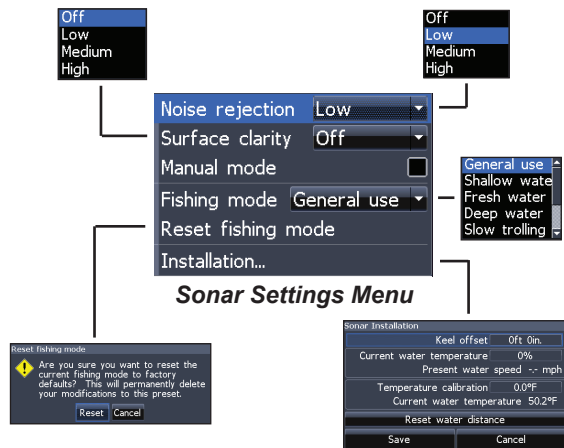 Off
Low
Medium
High
Off
Low
Medium
High
Noise rejection Low
Surface clarity Off
Manual mode
Fishing mode General use
Reset fishing mode
Installation...
General use
Shallow wate
Fresh water
Deep water
Slow trolling
Sonar Settings Menu
Reset fishing mode
Are you sure you want to reset the
current fishing mode to factory
defaults? This will permanently delete
your modifications to this preset.
Reset Cancel
Sonar Installation
Keel offset 0ft 0in.
Current water temperature 0%
Present water speed -.- mph
Temperature calibration 0.0°F
Current water temperature 50.2°F
Reset water distance
Save Cancel